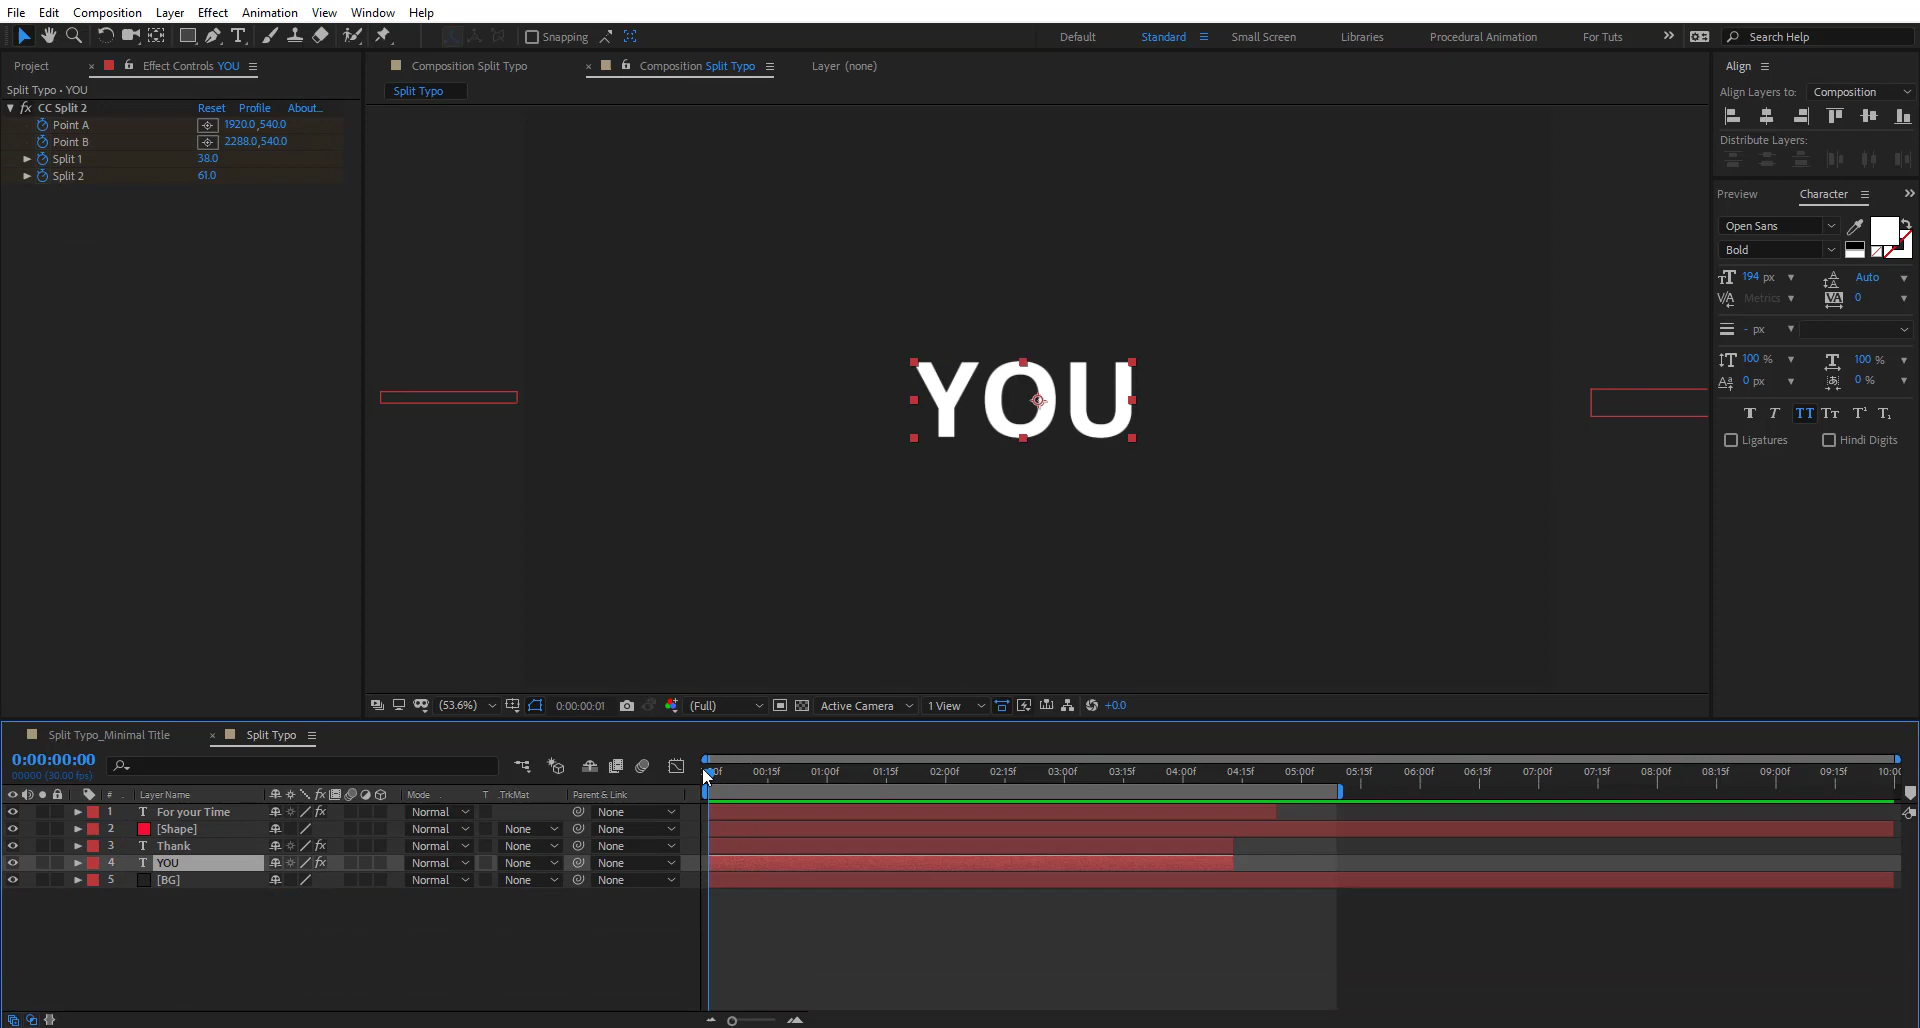 File Edit Composition Layer Effect Animation View Window Help
Snapping Default Standard Small Screen Libraries Procedural Animation For Tuts Search Help
Project Effect Controls YOU
Split Typo • YOU
CC Split 2 Reset Profile About...
Point A 1920.0,540.0
Point B 2288.0,540.0
Split 1 38.0
Split 2 61.0
Composition Split Typo Composition Split Typo Layer (none)
Split Typo
YOU
(53.6%) 0:00:00:01 (Full) Active Camera 1 View +0.0
Align
Align Layers to: Composition
Distribute Layers:
Preview Character
Open Sans
Bold
194 px Auto
Metrics 0
- px
100 % 100 %
0 px 0 %
Ligatures Hindi Digits
Split Typo_Minimal Title Split Typo
0:00:00:00
00000 (30.00 fps)
00:15f 01:00f 01:15f 02:00f 02:15f 03:00f 03:15f 04:00f 04:15f 05:00f 05:15f 06:00f 06:15f 07:00f 07:15f 08:00f 08:15f 09:00f 09:15f 10:00
# Layer Name Mode T .TrkMat Parent & Link
1 T For your Time Normal None
2 [Shape] Normal None None
3 T Thank Normal None None
4 T YOU Normal None None
5 [BG] Normal None None